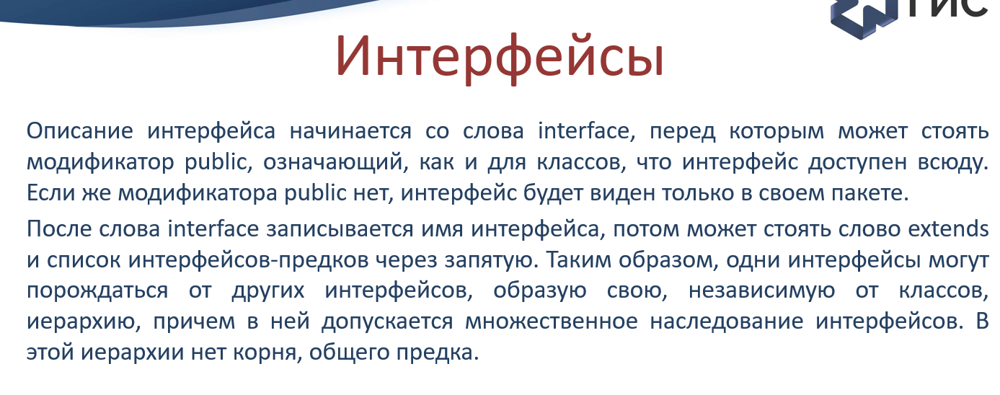 ГИС
Интерфейсы
Описание интерфейса начинается со слова interface, перед которым может стоять
модификатор public, означающий, как и для классов, что интерфейс доступен всюду.
Если же модификатора public нет, интерфейс будет виден только в своем пакете.
После слова interface записывается имя интерфейса, потом может стоять слово extends
и список интерфейсов-предков через запятую. Таким образом, одни интерфейсы могут
порождаться от других интерфейсов, образую свою, независимую от классов,
иерархию, причем в ней допускается множественное наследование интерфейсов. В
этой иерархии нет корня, общего предка.